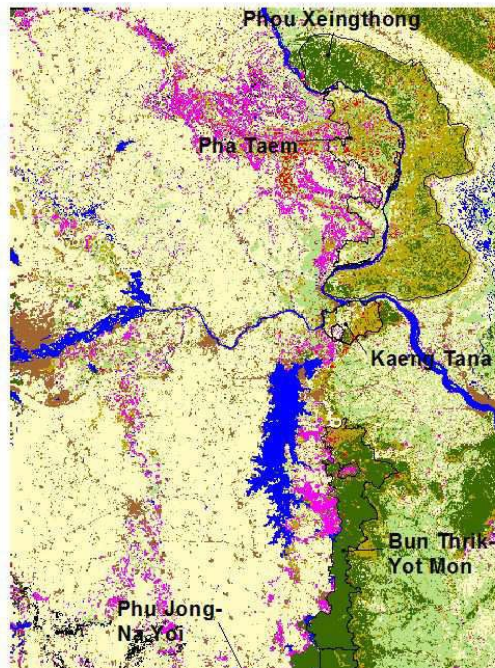 Phou Xeingthong
Pha Taem
Kaeng Tana
Bun Thrik-
Yot Mon
Phu Jong-
Na Yoi